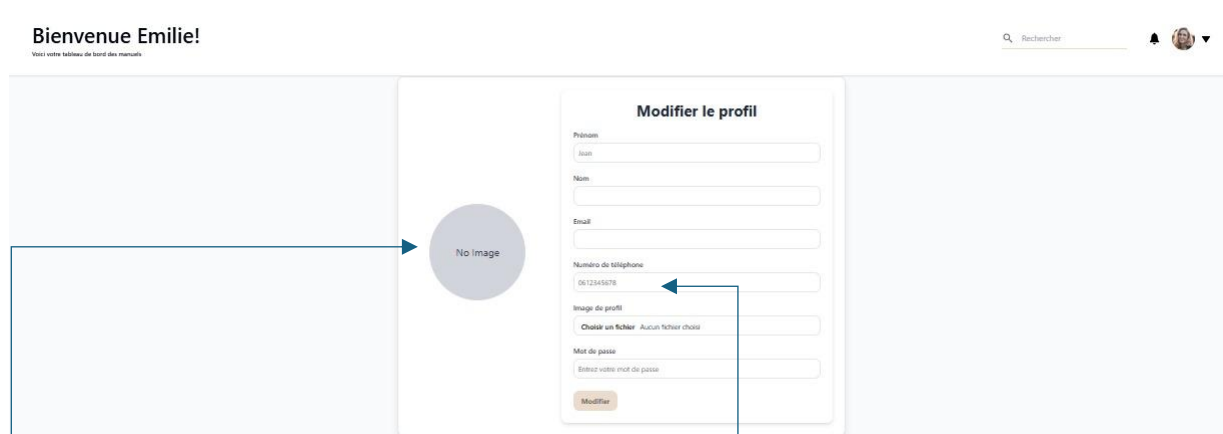 Bienvenue Emilie!
Voici votre tableau de bord des manuels
Rechercher
Modifier le profil
Prénom
Jean
Nom
Email
No Image
Numéro de téléphone
0612345678
Image de profil
Choisir un fichier Aucun fichier choisi
Mot de passe
Entrez votre mot de passe
Modifier